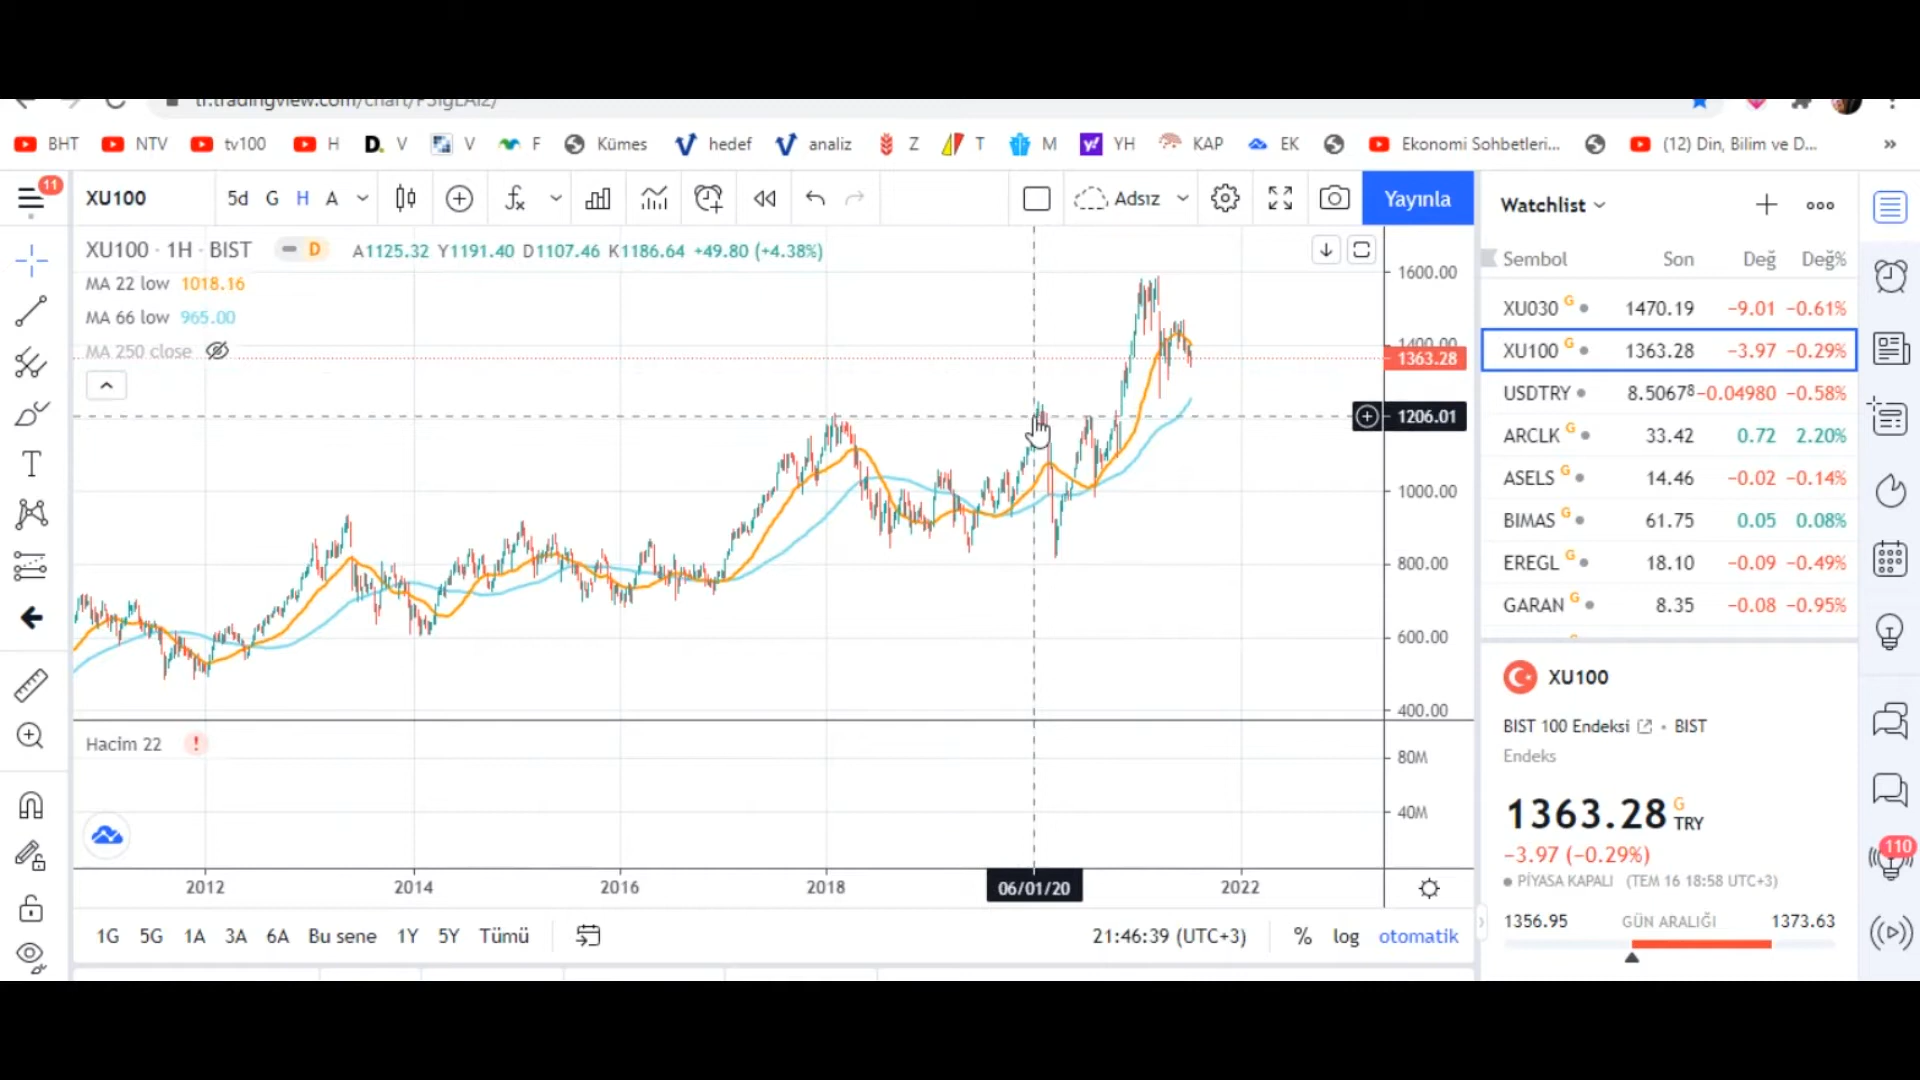 tr.tradingview.com/chart/
BHT NTV tv100 H D. V V F Kümes hedef analiz Z T M YH KAP EK Ekonomi Sohbetleri... (12) Din, Bilim ve D... »
11 XU100 5d G H A Adsız Yayınla
XU100 · 1H · BIST D A1125.32 Y1191.40 D1107.46 K1186.64 +49.80 (+4.38%)
MA 22 low 1018.16
MA 66 low 965.00
MA 250 close
1600.00
1400.00
1363.28
1206.01
1000.00
800.00
600.00
400.00
Hacim 22 !
80M
40M
2012 2014 2016 2018 06/01/20 2022
1G 5G 1A 3A 6A Bu sene 1Y 5Y Tümü 21:46:39 (UTC+3) % log otomatik
Watchlist
Sembol Son Değ Değ%
XU030 G 1470.19 −9.01 −0.61%
XU100 G 1363.28 −3.97 −0.29%
USDTRY 8.5067⁸ −0.04980 −0.58%
ARCLK G 33.42 0.72 2.20%
ASELS G 14.46 −0.02 −0.14%
BIMAS G 61.75 0.05 0.08%
EREGL G 18.10 −0.09 −0.49%
GARAN G 8.35 −0.08 −0.95%
XU100
BIST 100 Endeksi · BIST
Endeks
1363.28 G TRY
−3.97 (−0.29%)
PİYASA KAPALI (TEM 16 18:58 UTC+3)
1356.95 GÜN ARALIĞI 1373.63
110